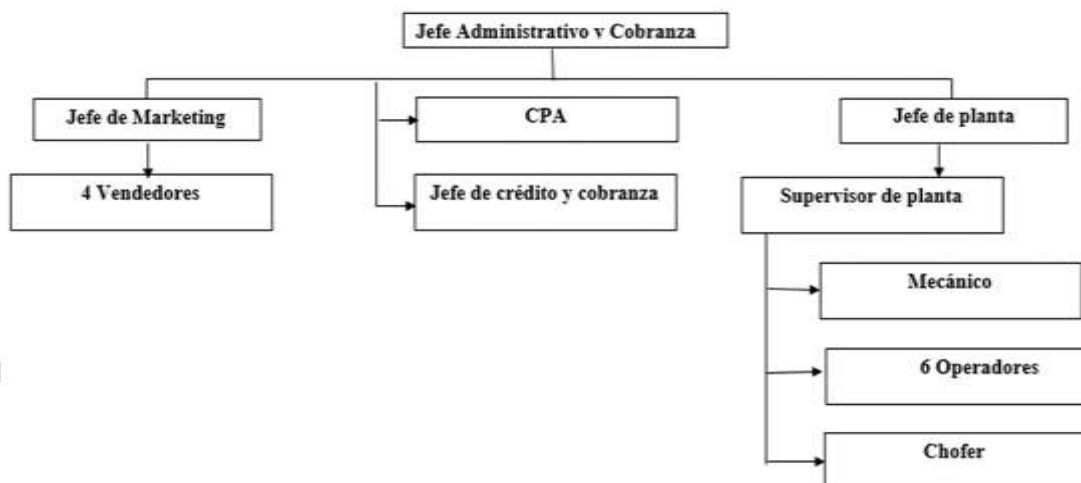 Jefe Administrativo y Cobranza
Jefe de Marketing
CPA
Jefe de planta
4 Vendedores
Jefe de crédito y cobranza
Supervisor de planta
Mecánico
6 Operadores
Chofer